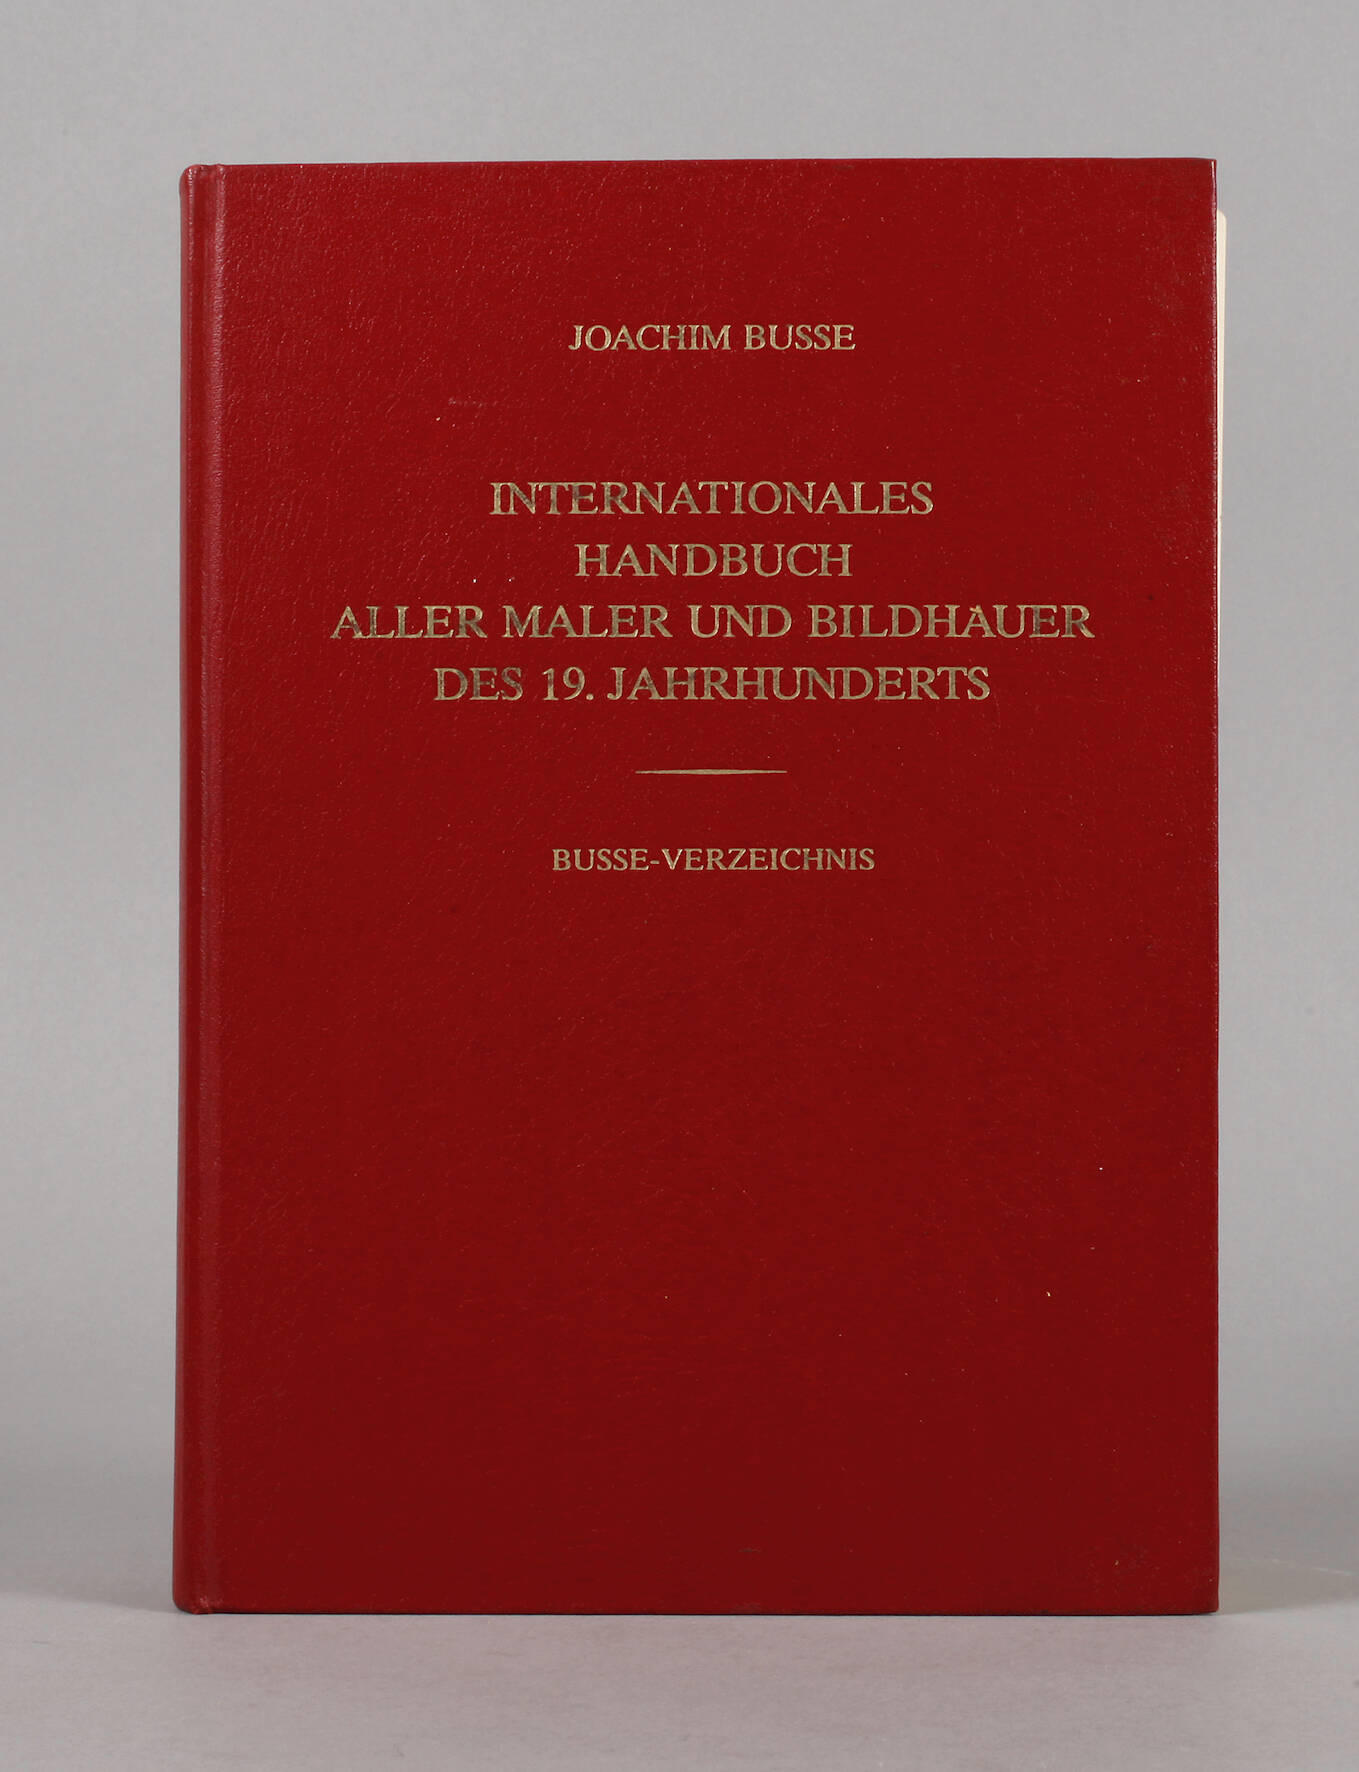 JOACHIM BUSSE
INTERNATIONALES
HANDBUCH
ALLER MALER UND BILDHAUER
DES 19. JAHRHUNDERTS
BUSSE-VERZEICHNIS